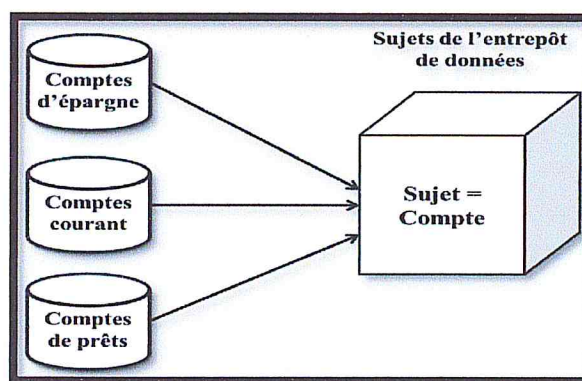 Sujets de l'entrepôt
de données
Comptes
d'épargne
Comptes
courant
Comptes
de prêts
Sujet =
Compte